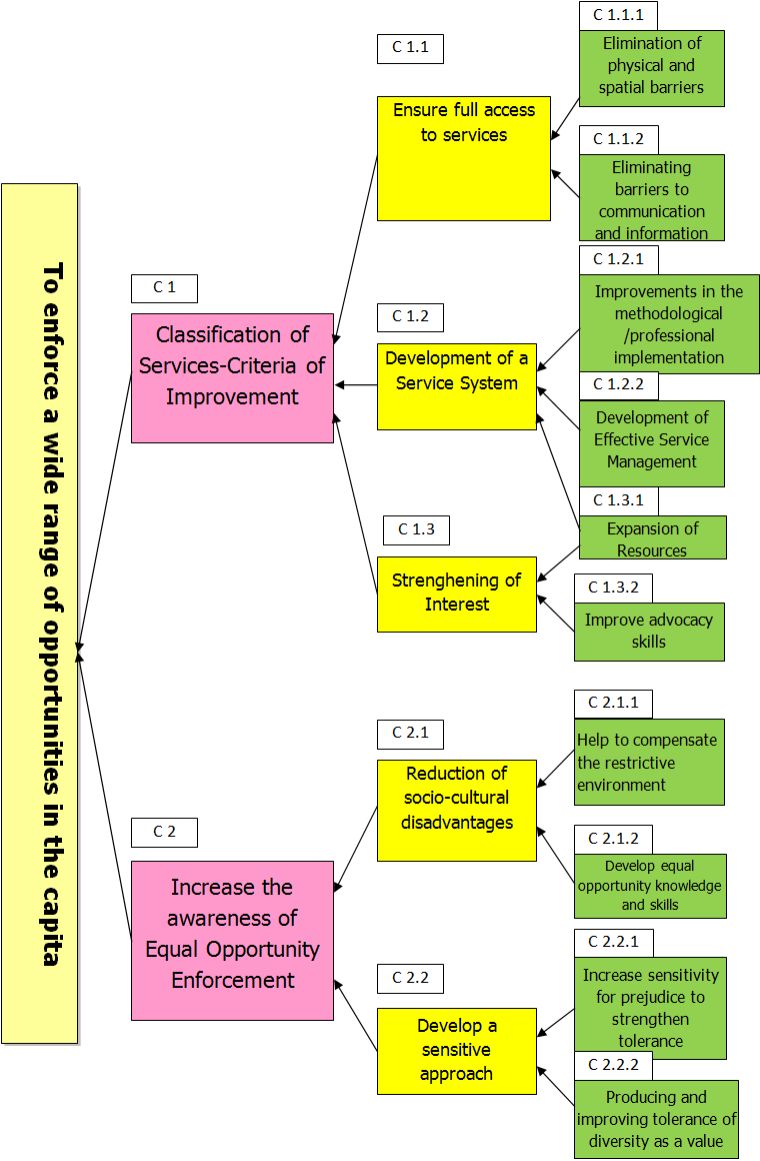 To enforce a wide range of opportunities in the capita
C 1
Classification of
Services-Criteria of
Improvement
C 1.1
Ensure full access
to services
C 1.1.1
Elimination of
physical and
spatial barriers
C 1.1.2
Eliminating
barriers to
communication
and information
C 1.2
Development of a
Service System
C 1.2.1
Improvements in the
methodological
/professional
implementation
C 1.2.2
Development of
Effective Service
Management
C 1.3
Strenghening of
Interest
C 1.3.1
Expansion of
Resources
C 1.3.2
Improve advocacy
skills
C 2
Increase the
awareness of
Equal Opportunity
Enforcement
C 2.1
Reduction of
socio-cultural
disadvantages
C 2.1.1
Help to compensate
the restrictive
environment
C 2.1.2
Develop equal
opportunity knowledge
and skills
C 2.2
Develop a
sensitive
approach
C 2.2.1
Increase sensitivity
for prejudice to
strengthen
tolerance
C 2.2.2
Producing and
improving tolerance of
diversity as a value